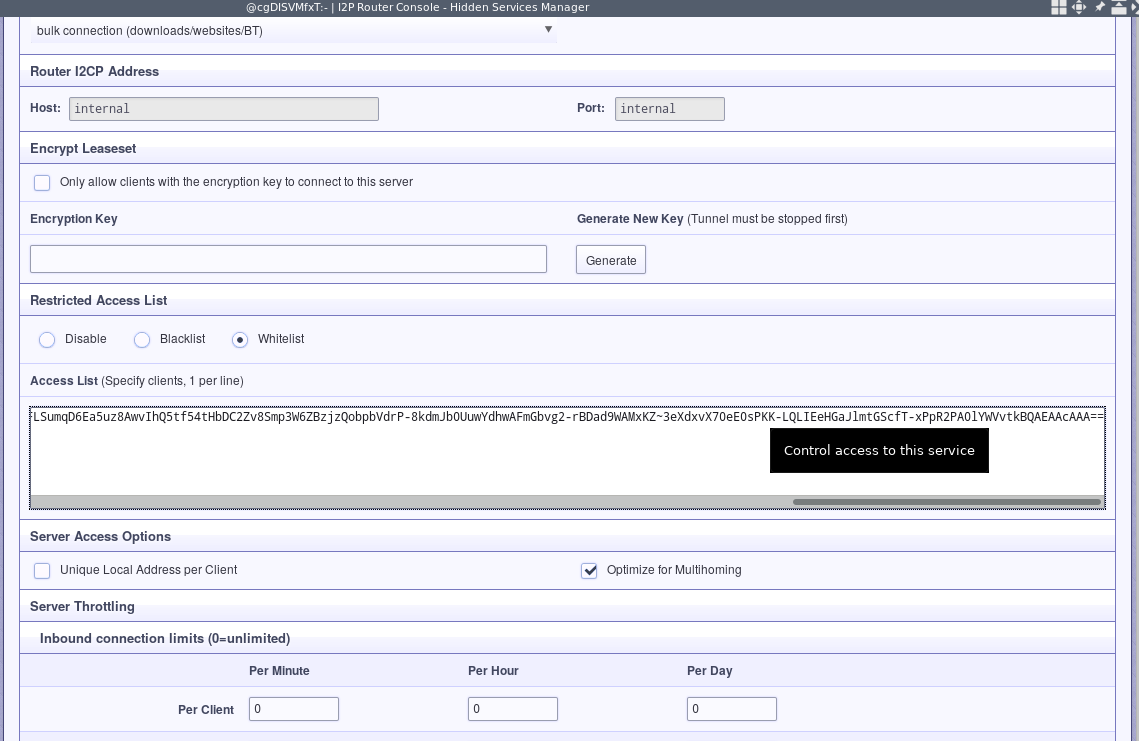 @cgDISVMfxT:- | I2P Router Console - Hidden Services Manager
bulk connection (downloads/websites/BT)
Router I2CP Address
Host: internal Port: internal
Encrypt Leaseset
Only allow clients with the encryption key to connect to this server
Encryption Key Generate New Key (Tunnel must be stopped first)
Generate
Restricted Access List
Disable Blacklist Whitelist
Access List (Specify clients, 1 per line)
LSumqD6Ea5uz8AwvIhQ5tf54tHbDC2Zv8Smp3W6ZBzjzQobpbVdrP-8kdmJbOUuwYdhwAFmGbvg2-rBDad9WAMxKZ~3eXdxvX7OeEOsPKK-LQLIEeHGaJlmtGScfT-xPpR2PAOlYWVvtkBQAEAAcAAA==
Control access to this service
Server Access Options
Unique Local Address per Client Optimize for Multihoming
Server Throttling
Inbound connection limits (0=unlimited)
Per Minute Per Hour Per Day
Per Client 0 0 0